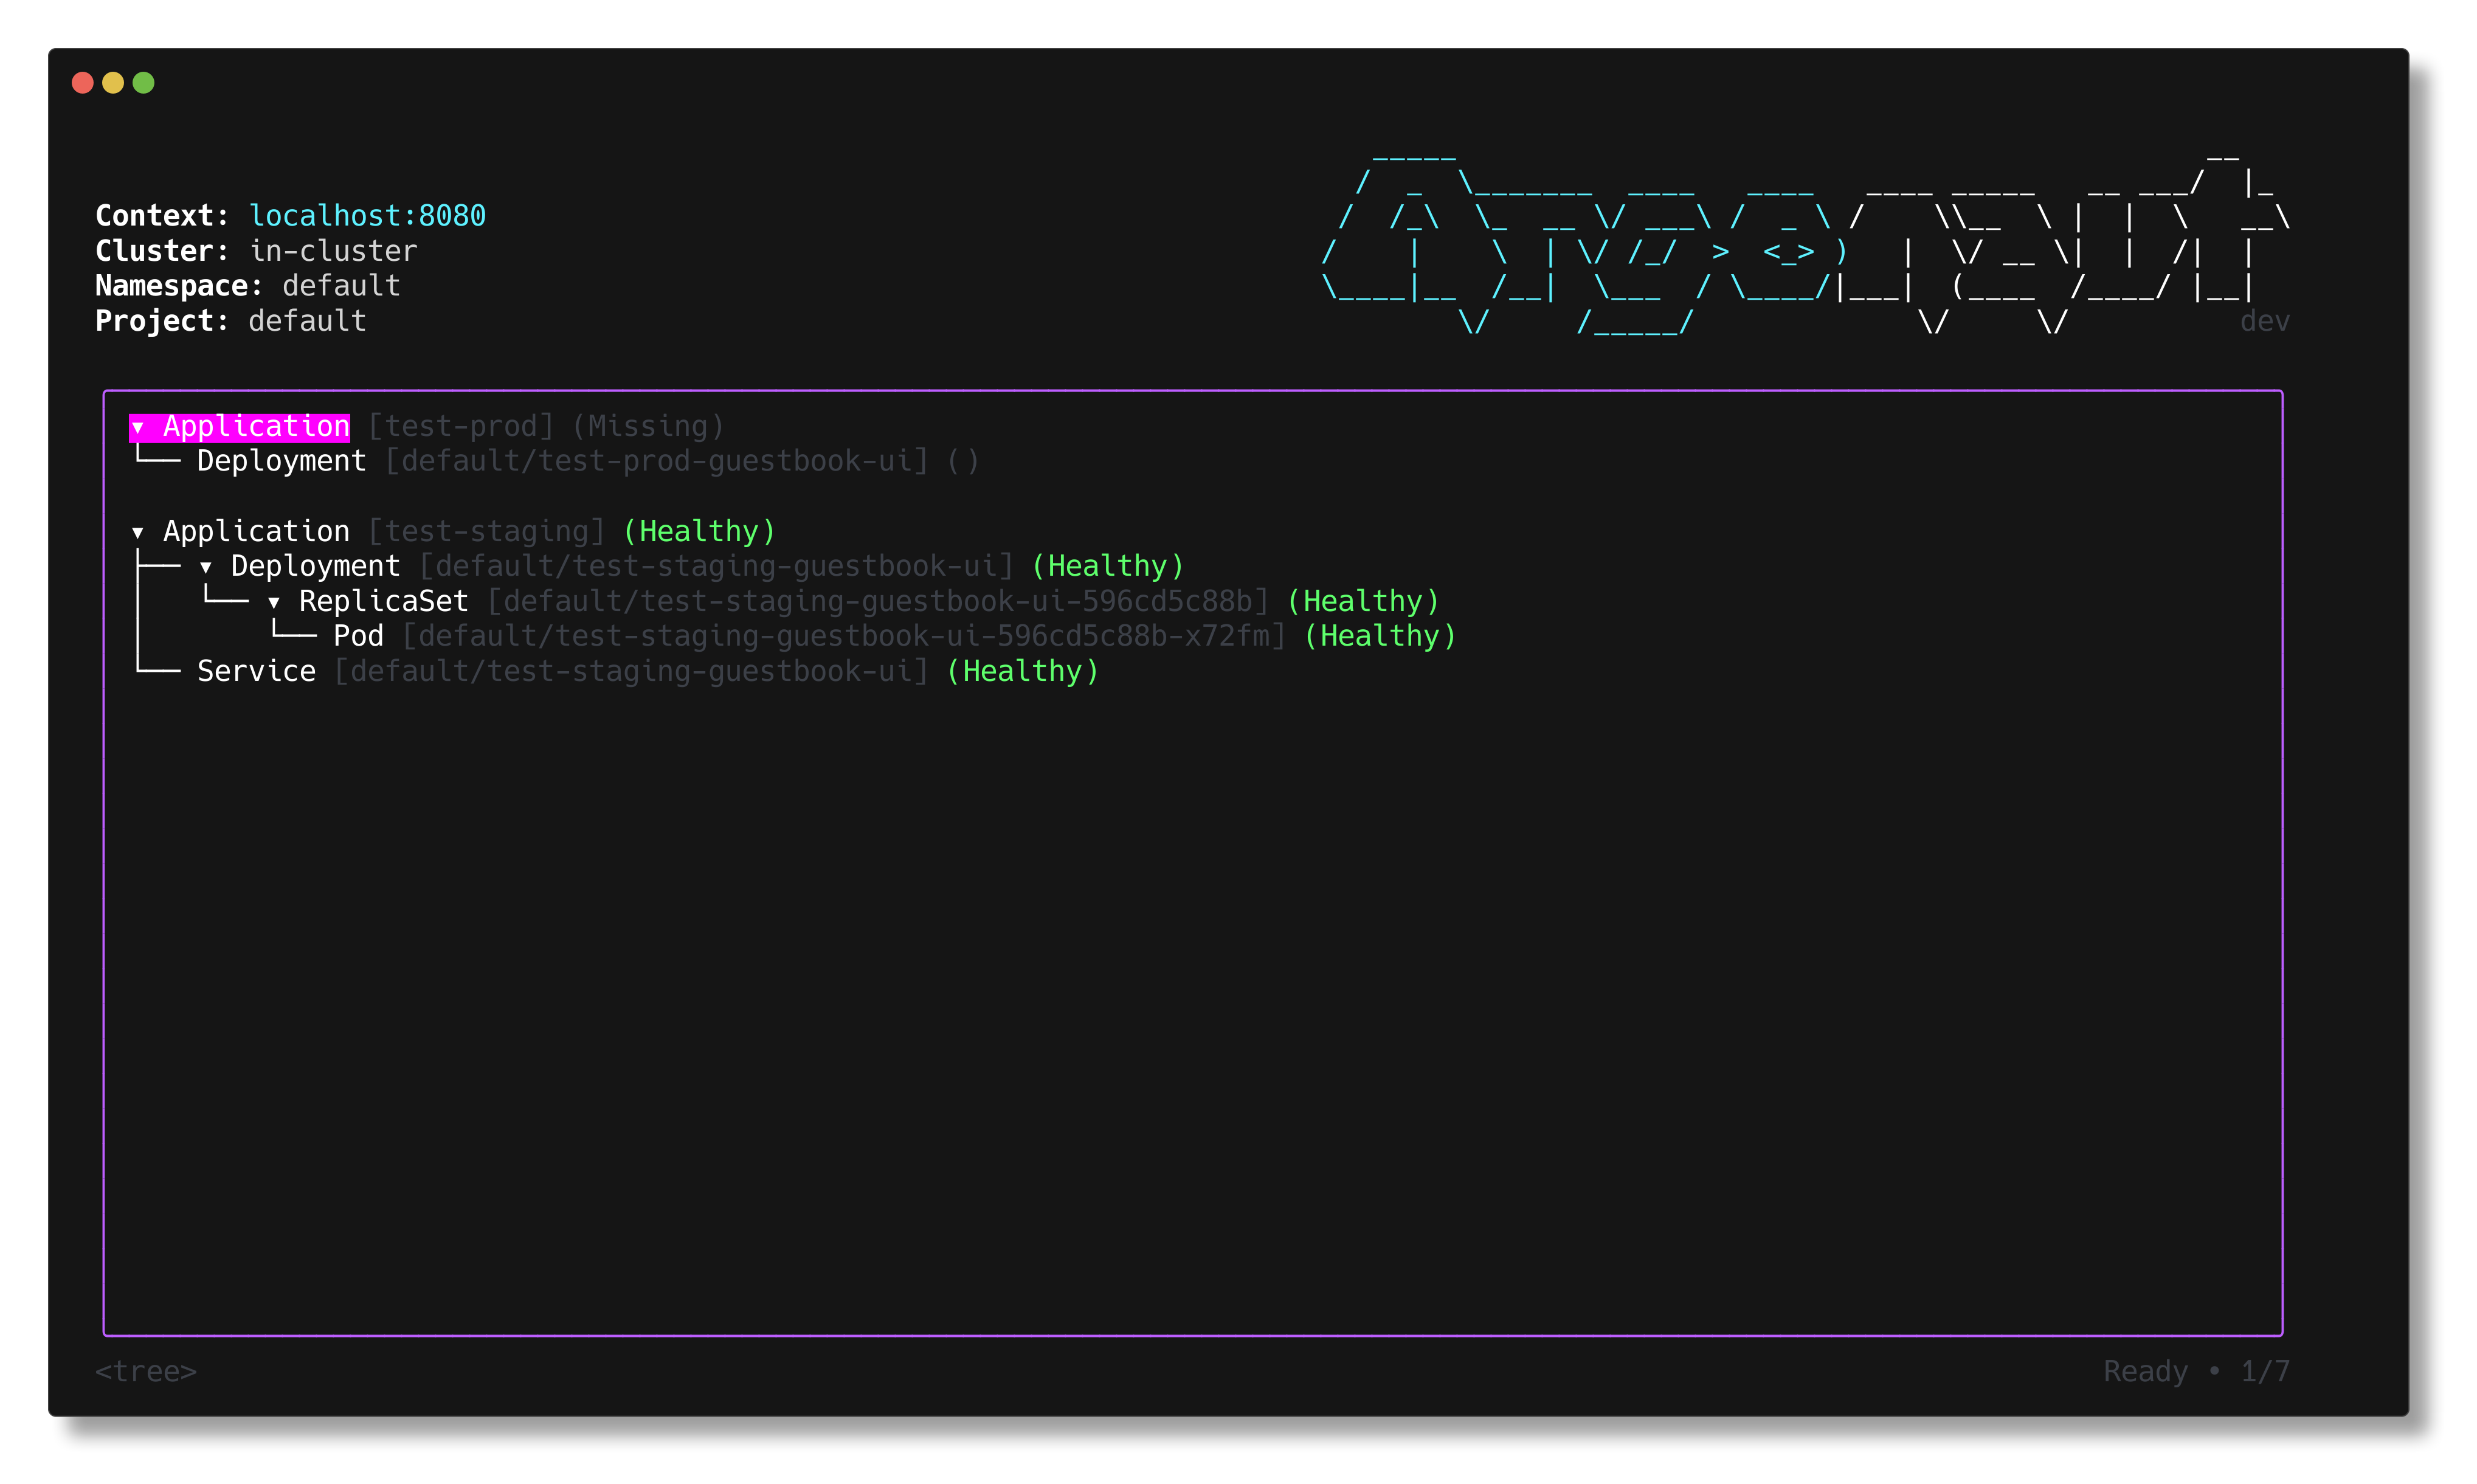 Argonaut
Context: localhost:8080
Cluster: in-cluster
Namespace: default
Project: default
dev
▾ Application [test-prod] (Missing)
└── Deployment [default/test-prod-guestbook-ui] ()
▾ Application [test-staging] (Healthy)
├── ▾ Deployment [default/test-staging-guestbook-ui] (Healthy)
│   └── ▾ ReplicaSet [default/test-staging-guestbook-ui-596cd5c88b] (Healthy)
│       └── Pod [default/test-staging-guestbook-ui-596cd5c88b-x72fm] (Healthy)
└── Service [default/test-staging-guestbook-ui] (Healthy)
<tree>
Ready • 1/7